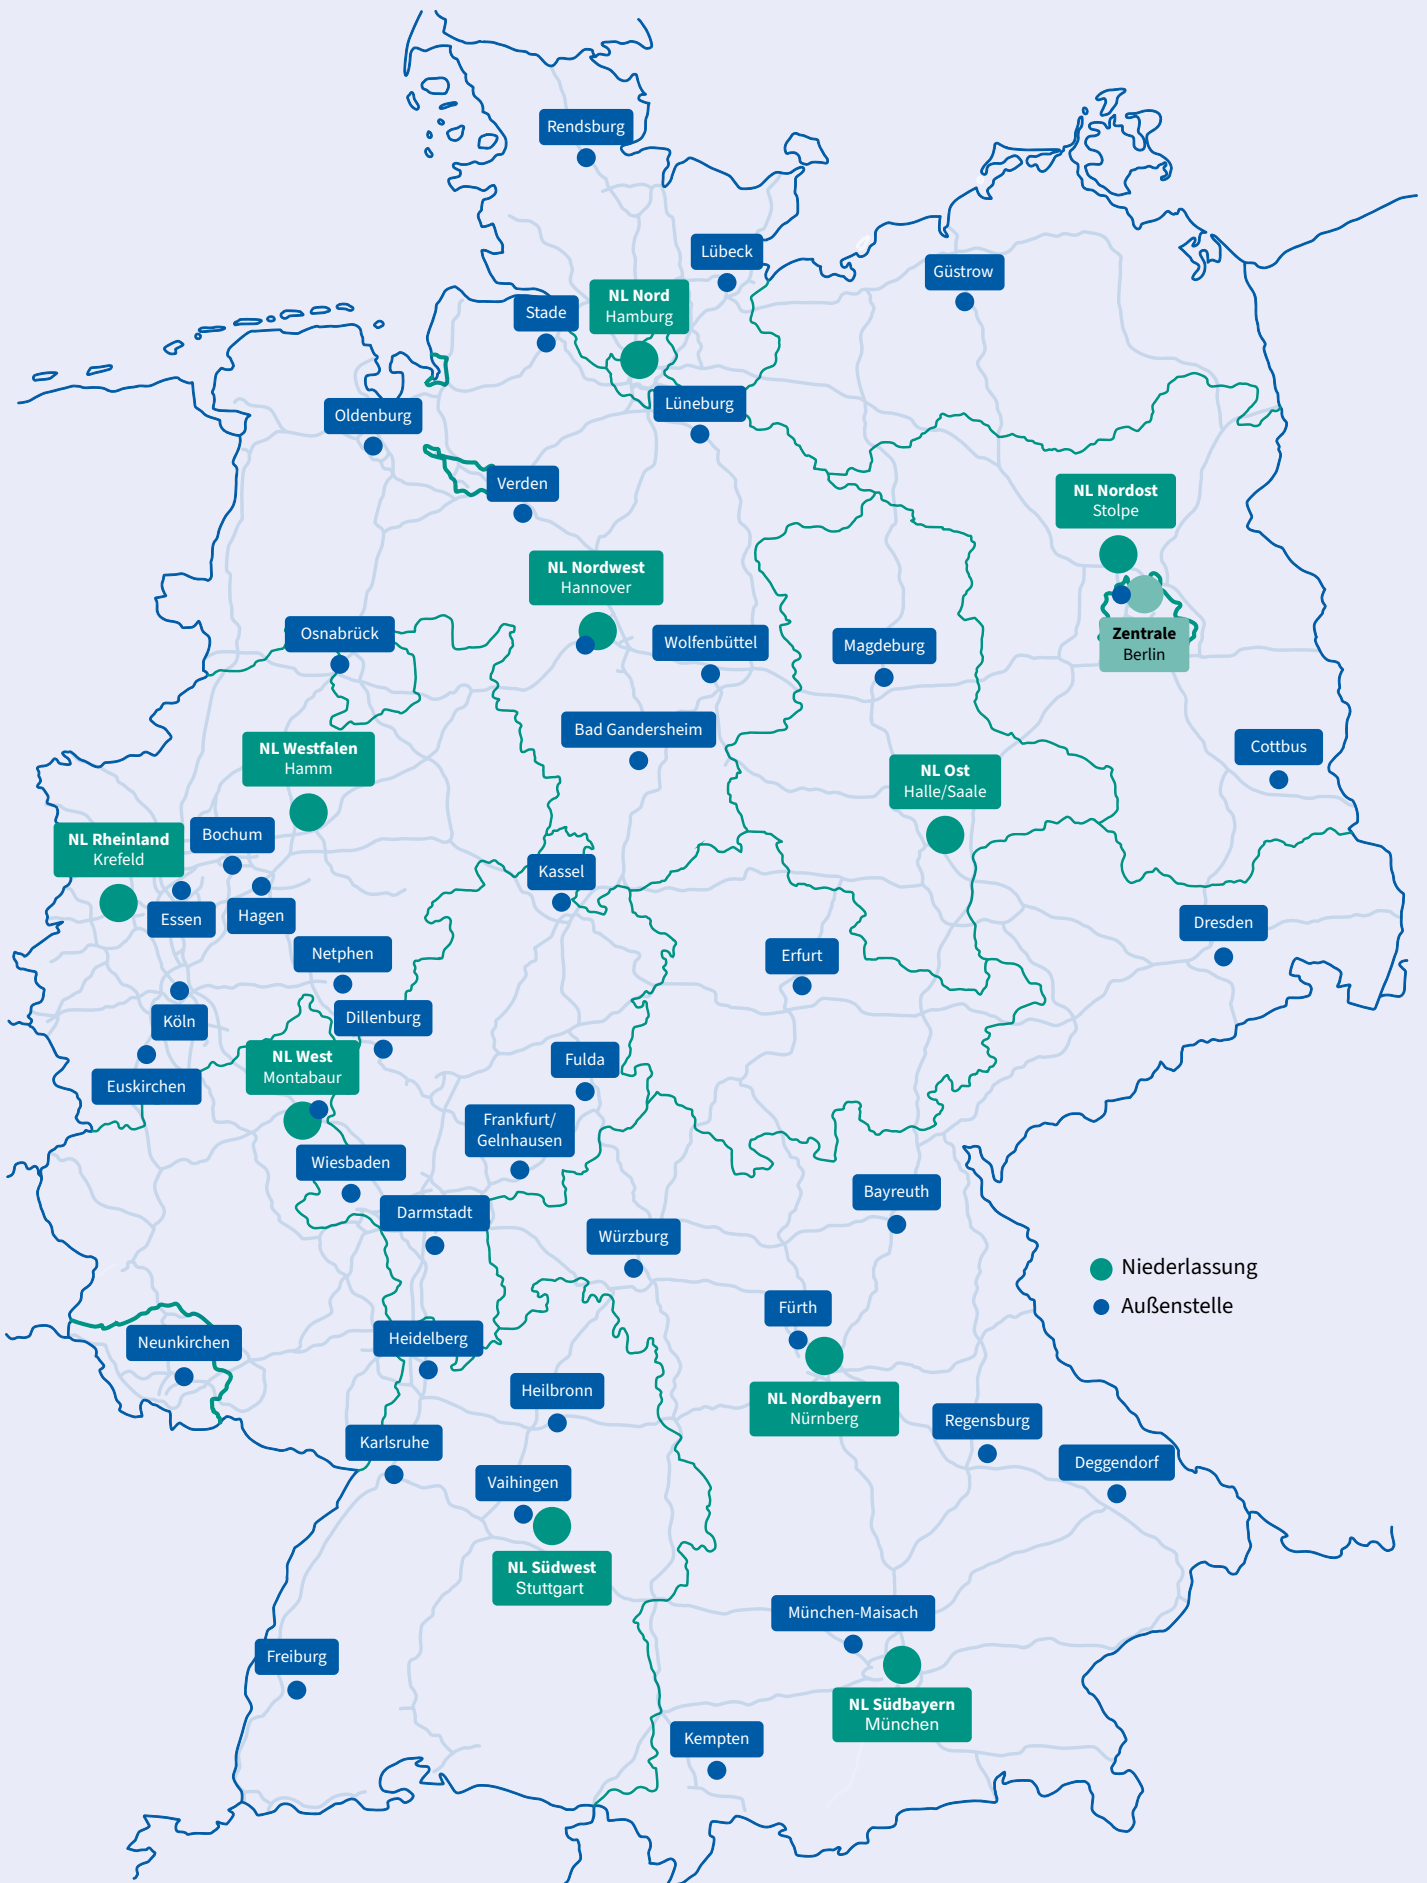 Rendsburg
Lübeck
Güstrow
NL Nord
Hamburg
Stade
Lüneburg
Oldenburg
Verden
NL Nordost
Stolpe
NL Nordwest
Hannover
Zentrale
Berlin
Osnabrück
Wolfenbüttel
Magdeburg
Bad Gandersheim
Cottbus
NL Westfalen
Hamm
NL Ost
Halle/Saale
NL Rheinland
Krefeld
Bochum
Kassel
Essen
Hagen
Dresden
Netphen
Erfurt
Köln
Dillenburg
NL West
Montabaur
Fulda
Euskirchen
Frankfurt/
Gelnhausen
Wiesbaden
Bayreuth
Darmstadt
Würzburg
Niederlassung
Außenstelle
Fürth
Neunkirchen
Heidelberg
Heilbronn
NL Nordbayern
Nürnberg
Regensburg
Karlsruhe
Deggendorf
Vaihingen
NL Südwest
Stuttgart
München-Maisach
Freiburg
NL Südbayern
München
Kempten